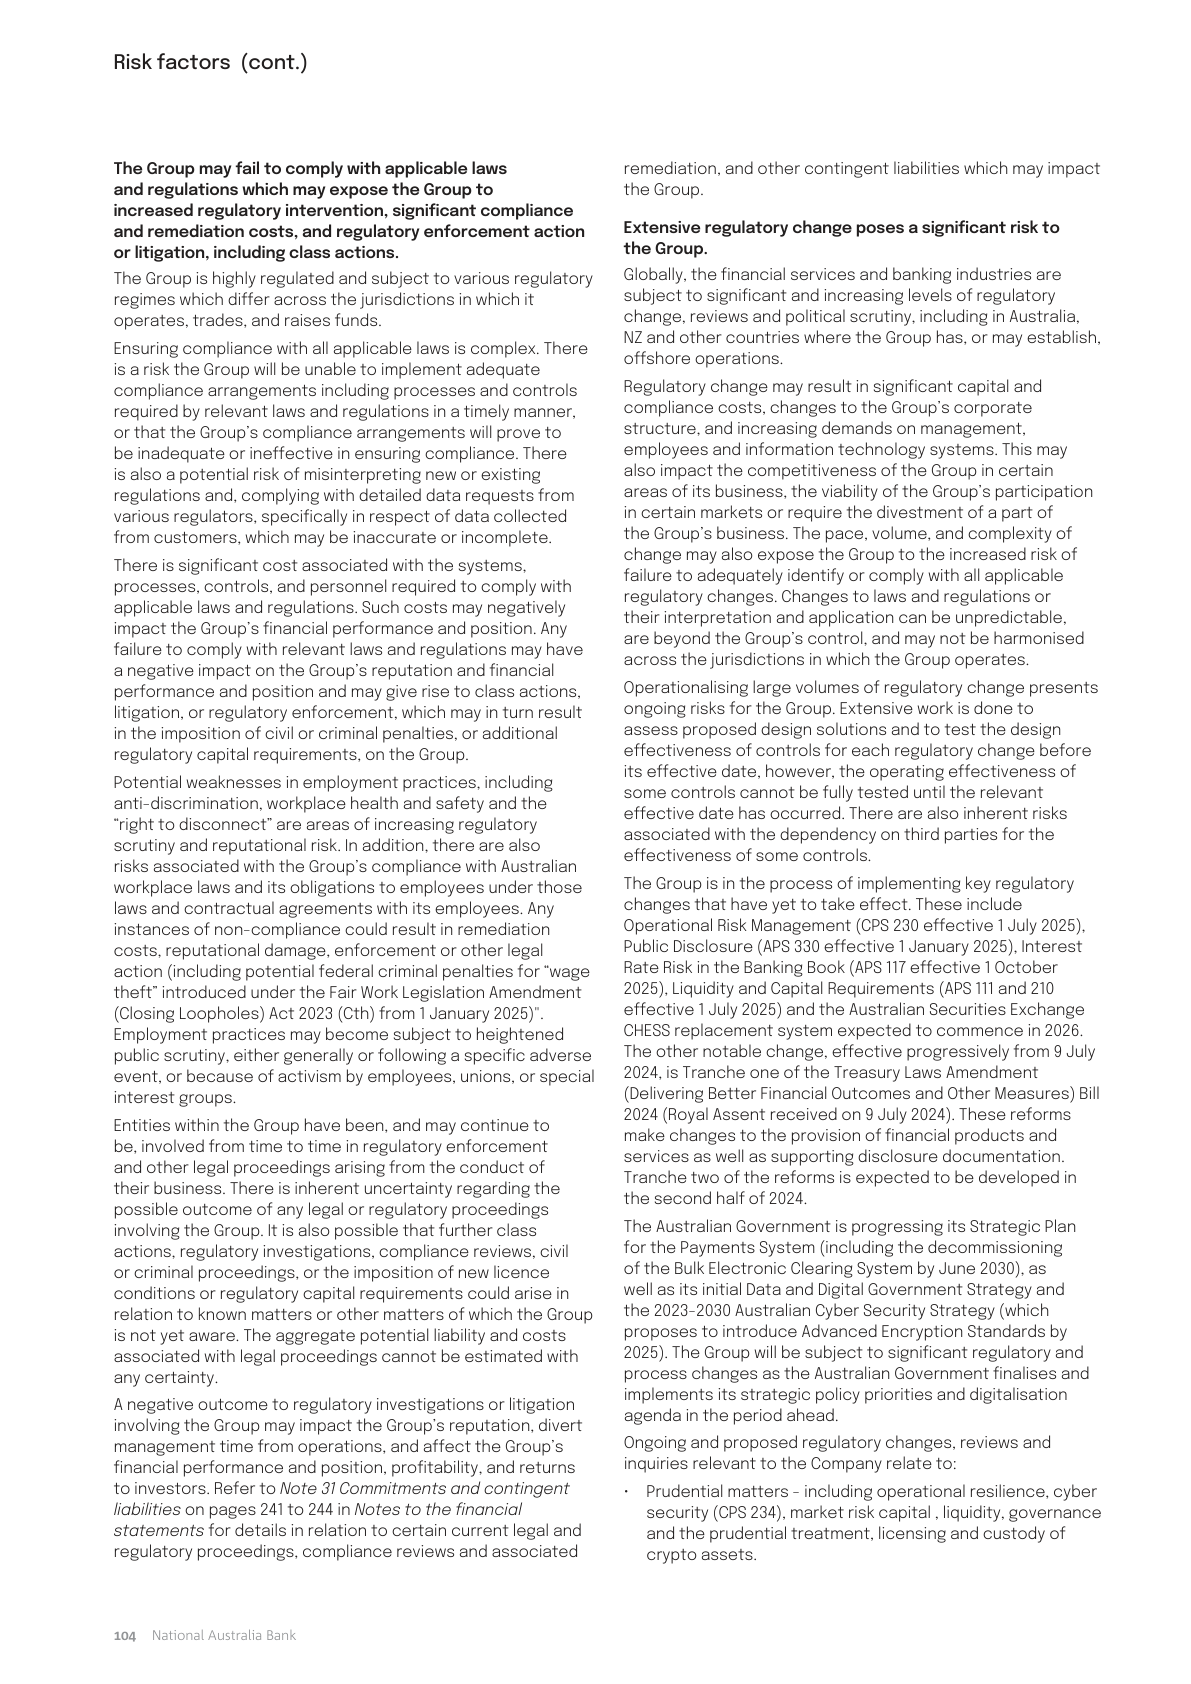 Risk factors (cont.)
The Group may fail to comply with applicable laws
and regulations which may expose the Group to
increased regulatory intervention, significant compliance
and remediation costs, and regulatory enforcement action
or litigation, including class actions.
The Group is highly regulated and subject to various regulatory
regimes which differ across the jurisdictions in which it
operates, trades, and raises funds.
Ensuring compliance with all applicable laws is complex. There
is a risk the Group will be unable to implement adequate
compliance arrangements including processes and controls
required by relevant laws and regulations in a timely manner,
or that the Group's compliance arrangements will prove to
be inadequate or ineffective in ensuring compliance. There
is also a potential risk of misinterpreting new or existing
regulations and, complying with detailed data requests from
various regulators, specifically in respect of data collected
from customers, which may be inaccurate or incomplete.
There is significant cost associated with the systems,
processes, controls, and personnel required to comply with
applicable laws and regulations. Such costs may negatively
impact the Group's financial performance and position. Any
failure to comply with relevant laws and regulations may have
a negative impact on the Group's reputation and financial
performance and position and may give rise to class actions,
litigation, or regulatory enforcement, which may in turn result
in the imposition of civil or criminal penalties, or additional
regulatory capital requirements, on the Group.
Potential weaknesses in employment practices, including
anti-discrimination, workplace health and safety and the
“right to disconnect” are areas of increasing regulatory
scrutiny and reputational risk. In addition, there are also
risks associated with the Group's compliance with Australian
workplace laws and its obligations to employees under those
laws and contractual agreements with its employees. Any
instances of non-compliance could result in remediation
costs, reputational damage, enforcement or other legal
action (including potential federal criminal penalties for “wage
theft” introduced under the Fair Work Legislation Amendment
(Closing Loopholes) Act 2023 (Cth) from 1 January 2025)".
Employment practices may become subject to heightened
public scrutiny, either generally or following a specific adverse
event, or because of activism by employees, unions, or special
interest groups.
Entities within the Group have been, and may continue to
be, involved from time to time in regulatory enforcement
and other legal proceedings arising from the conduct of
their business. There is inherent uncertainty regarding the
possible outcome of any legal or regulatory proceedings
involving the Group. It is also possible that further class
actions, regulatory investigations, compliance reviews, civil
or criminal proceedings, or the imposition of new licence
conditions or regulatory capital requirements could arise in
relation to known matters or other matters of which the Group
is not yet aware. The aggregate potential liability and costs
associated with legal proceedings cannot be estimated with
any certainty.
A negative outcome to regulatory investigations or litigation
involving the Group may impact the Group's reputation, divert
management time from operations, and affect the Group's
financial performance and position, profitability, and returns
to investors. Refer to Note 31 Commitments and contingent
liabilities on pages 241 to 244 in Notes to the financial
statements for details in relation to certain current legal and
regulatory proceedings, compliance reviews and associated
remediation, and other contingent liabilities which may impact
the Group.
Extensive regulatory change poses a significant risk to
the Group.
Globally, the financial services and banking industries are
subject to significant and increasing levels of regulatory
change, reviews and political scrutiny, including in Australia,
NZ and other countries where the Group has, or may establish,
offshore operations.
Regulatory change may result in significant capital and
compliance costs, changes to the Group's corporate
structure, and increasing demands on management,
employees and information technology systems. This may
also impact the competitiveness of the Group in certain
areas of its business, the viability of the Group's participation
in certain markets or require the divestment of a part of
the Group's business. The pace, volume, and complexity of
change may also expose the Group to the increased risk of
failure to adequately identify or comply with all applicable
regulatory changes. Changes to laws and regulations or
their interpretation and application can be unpredictable,
are beyond the Group's control, and may not be harmonised
across the jurisdictions in which the Group operates.
Operationalising large volumes of regulatory change presents
ongoing risks for the Group. Extensive work is done to
assess proposed design solutions and to test the design
effectiveness of controls for each regulatory change before
its effective date, however, the operating effectiveness of
some controls cannot be fully tested until the relevant
effective date has occurred. There are also inherent risks
associated with the dependency on third parties for the
effectiveness of some controls.
The Group is in the process of implementing key regulatory
changes that have yet to take effect. These include
Operational Risk Management (CPS 230 effective 1 July 2025),
Public Disclosure (APS 330 effective 1 January 2025), Interest
Rate Risk in the Banking Book (APS 117 effective 1 October
2025), Liquidity and Capital Requirements (APS 111 and 210
effective 1 July 2025) and the Australian Securities Exchange
CHESS replacement system expected to commence in 2026.
The other notable change, effective progressively from 9 July
2024, is Tranche one of the Treasury Laws Amendment
(Delivering Better Financial Outcomes and Other Measures) Bill
2024 (Royal Assent received on 9 July 2024). These reforms
make changes to the provision of financial products and
services as well as supporting disclosure documentation.
Tranche two of the reforms is expected to be developed in
the second half of 2024.
The Australian Government is progressing its Strategic Plan
for the Payments System (including the decommissioning
of the Bulk Electronic Clearing System by June 2030), as
well as its initial Data and Digital Government Strategy and
the 2023-2030 Australian Cyber Security Strategy (which
proposes to introduce Advanced Encryption Standards by
2025). The Group will be subject to significant regulatory and
process changes as the Australian Government finalises and
implements its strategic policy priorities and digitalisation
agenda in the period ahead.
Ongoing and proposed regulatory changes, reviews and
inquiries relevant to the Company relate to:
• Prudential matters - including operational resilience, cyber
security (CPS 234), market risk capital , liquidity, governance
and the prudential treatment, licensing and custody of
crypto assets.
104 National Australia Bank